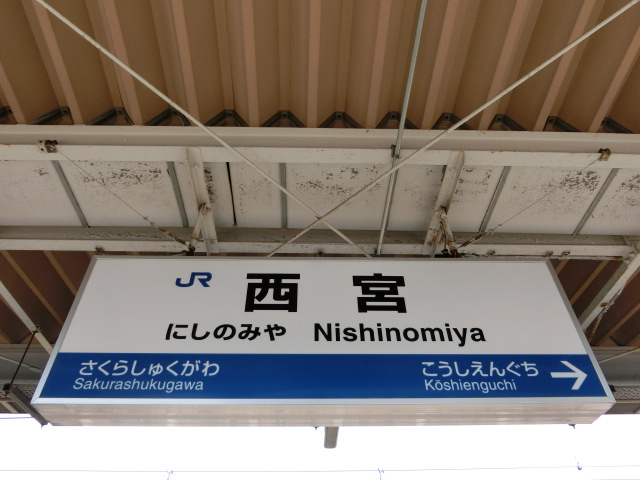 JR 西宮
にしのみや Nishinomiya
さくらしゅくがわ こうしえんぐち →
Sakurashukugawa Kōshienguchi